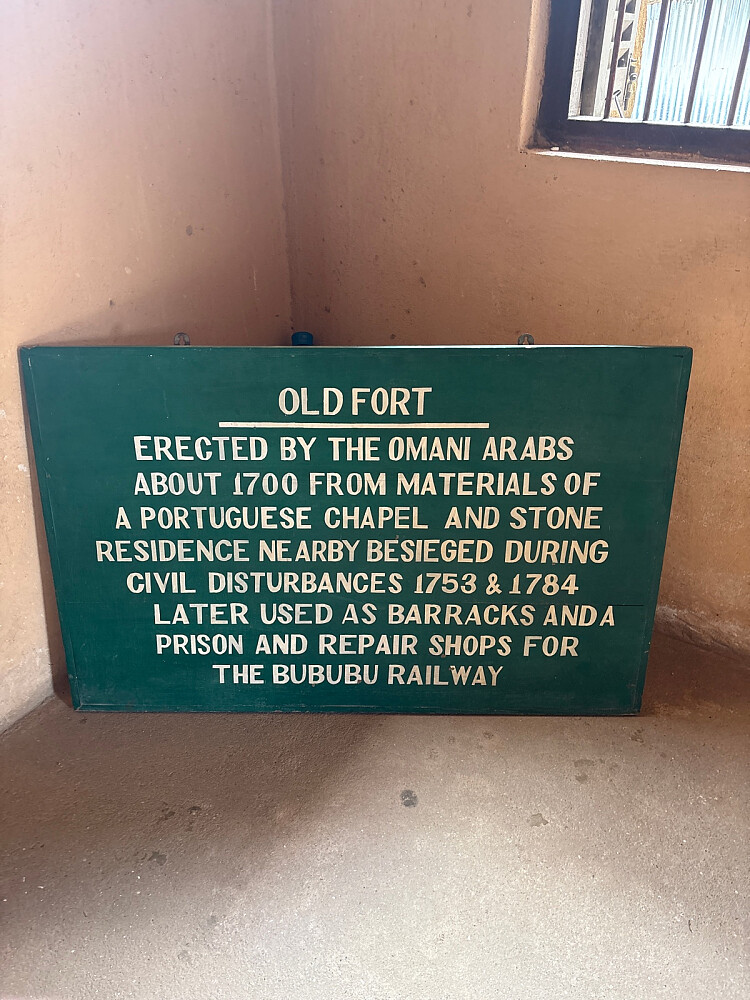 OLD FORT
ERECTED BY THE OMANI ARABS
ABOUT 1700 FROM MATERIALS OF
A PORTUGUESE CHAPEL AND STONE
RESIDENCE NEARBY BESIEGED DURING
CIVIL DISTURBANCES 1753 & 1784
LATER USED AS BARRACKS AND A
PRISON AND REPAIR SHOPS FOR
THE BUBUBU RAILWAY